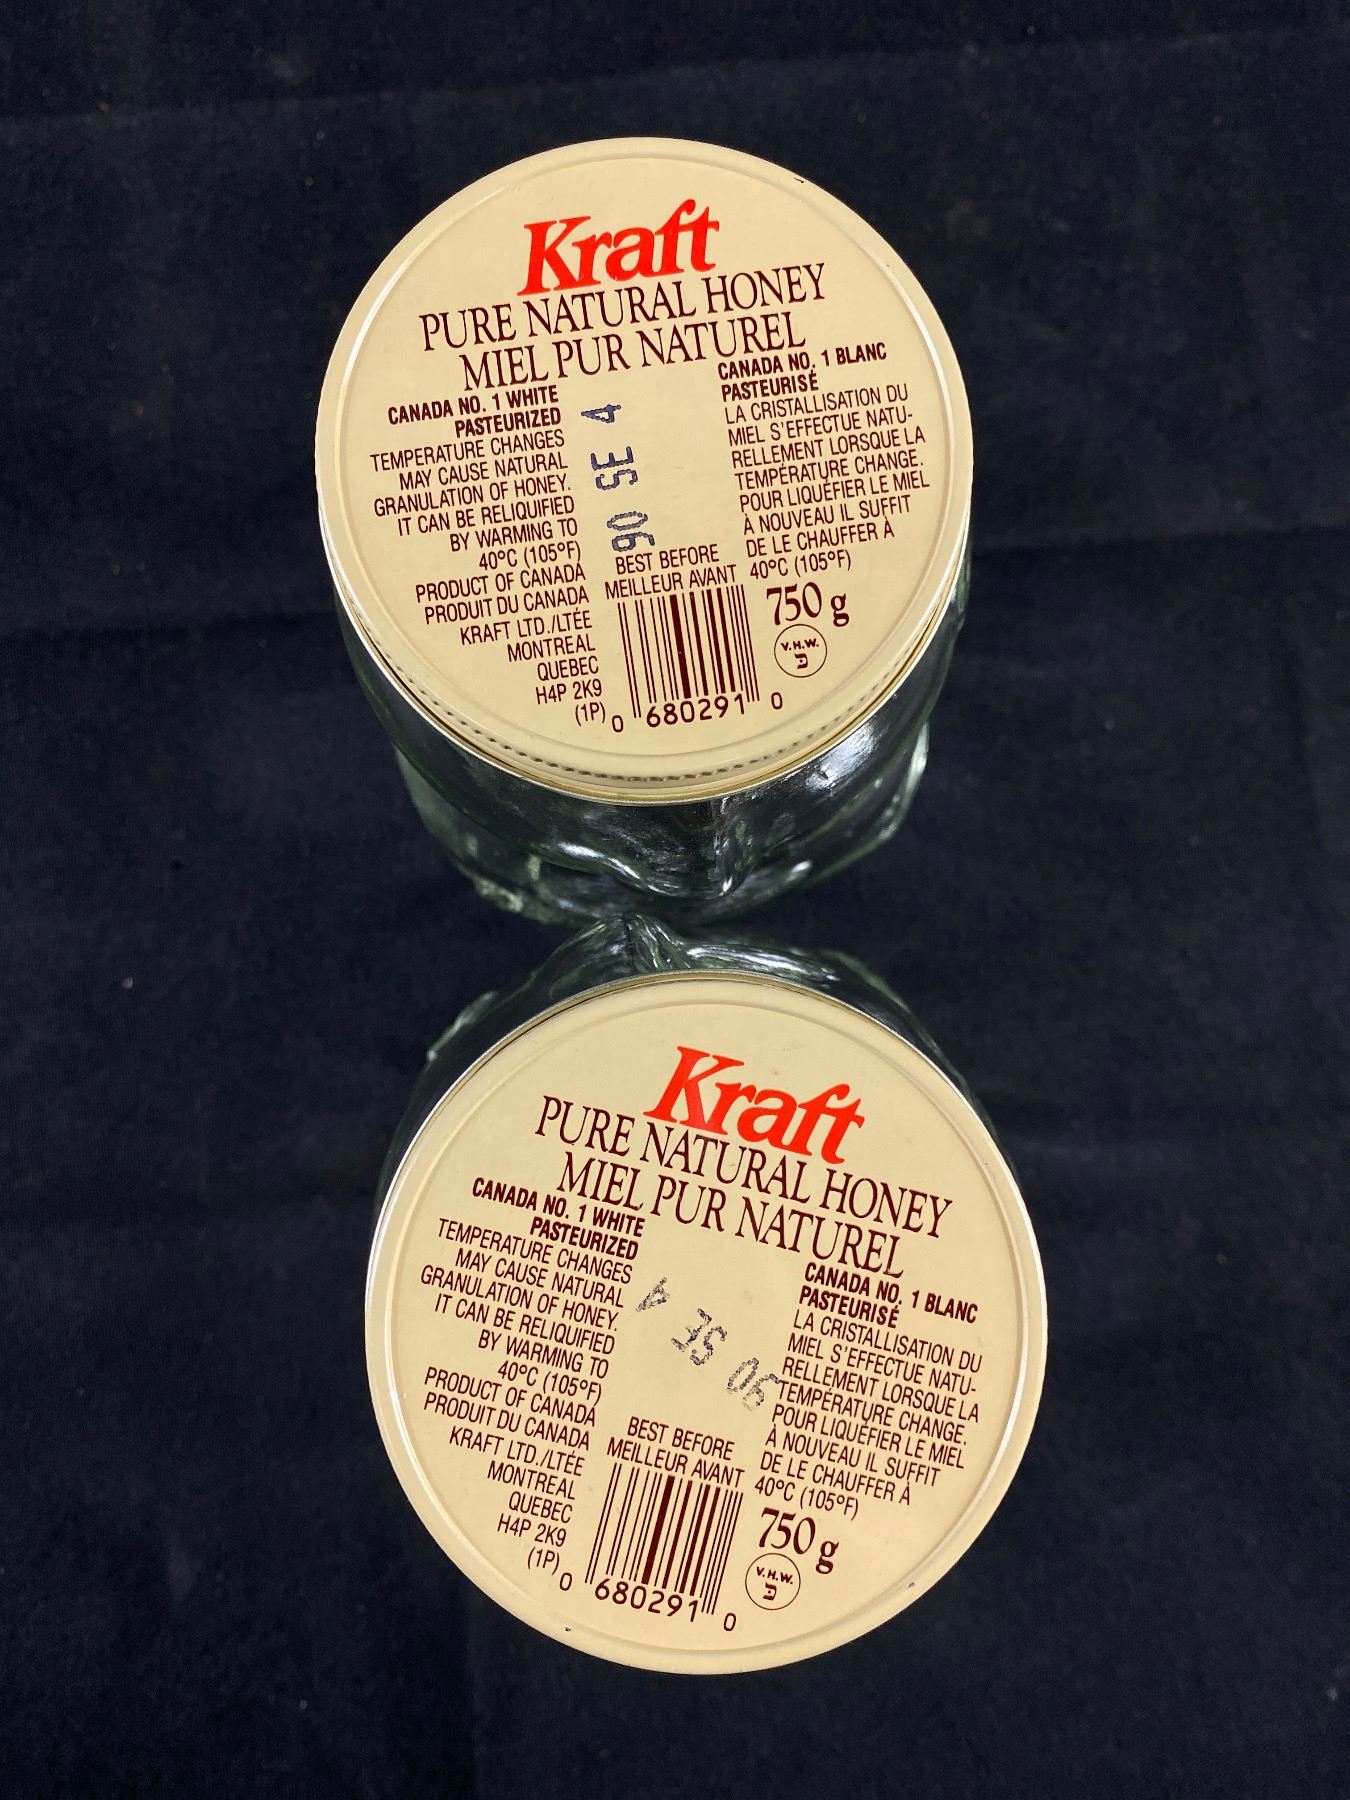 Kraft
PURE NATURAL HONEY
MIEL PUR NATUREL
CANADA NO. 1 WHITE
PASTEURIZED
TEMPERATURE CHANGES
MAY CAUSE NATURAL
GRANULATION OF HONEY.
IT CAN BE RELIQUIFIED
BY WARMING TO
40°C (105°F)
PRODUCT OF CANADA
PRODUIT DU CANADA
KRAFT LTD./LTÉE
MONTREAL
QUEBEC
H4P 2K9
(1P)
90 SE 4
BEST BEFORE
MEILLEUR AVANT
0 680291 0
CANADA NO. 1 BLANC
PASTEURISÉ
LA CRISTALLISATION DU
MIEL S'EFFECTUE NATU-
RELLEMENT LORSQUE LA
TEMPÉRATURE CHANGE.
POUR LIQUÉFIER LE MIEL
À NOUVEAU IL SUFFIT
DE LE CHAUFFER À
40°C (105°F)
750 g
V.H.W.
כ
Kraft
PURE NATURAL HONEY
MIEL PUR NATUREL
CANADA NO. 1 WHITE
PASTEURIZED
TEMPERATURE CHANGES
MAY CAUSE NATURAL
GRANULATION OF HONEY.
IT CAN BE RELIQUIFIED
BY WARMING TO
40°C (105°F)
PRODUCT OF CANADA
PRODUIT DU CANADA
KRAFT LTD./LTÉE
MONTREAL
QUEBEC
H4P 2K9
(1P)
90 SE 4
BEST BEFORE
MEILLEUR AVANT
0 680291 0
CANADA NO. 1 BLANC
PASTEURISÉ
LA CRISTALLISATION DU
MIEL S'EFFECTUE NATU-
RELLEMENT LORSQUE LA
TEMPÉRATURE CHANGE.
POUR LIQUÉFIER LE MIEL
À NOUVEAU IL SUFFIT
DE LE CHAUFFER À
40°C (105°F)
750 g
V.H.W.
כ